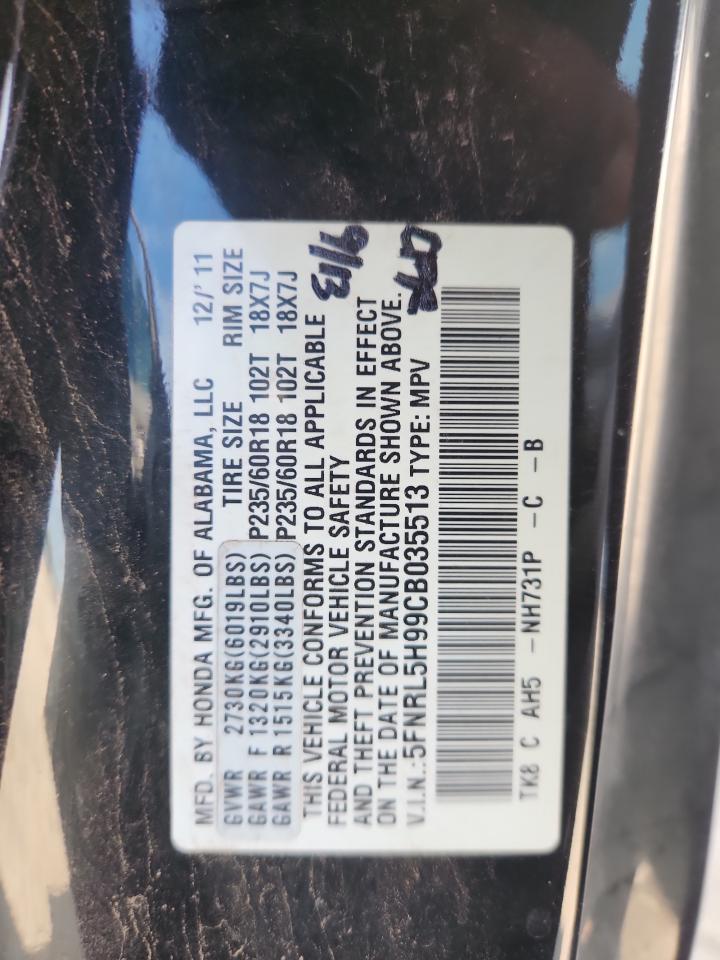 MFD. BY HONDA MFG. OF ALABAMA, LLC 12/'11
GVWR 2730KG(6019LBS) TIRE SIZE RIM SIZE
GAWR F 1320KG(2910LBS) P235/60R18 102T 18X7J
GAWR R 1515KG(3340LBS) P235/60R18 102T 18X7J
THIS VEHICLE CONFORMS TO ALL APPLICABLE
FEDERAL MOTOR VEHICLE SAFETY
AND THEFT PREVENTION STANDARDS IN EFFECT
ON THE DATE OF MANUFACTURE SHOWN ABOVE.
V.I.N.: 5FNRL5H99CB035513 TYPE: MPV
TK8 C AH5 -NH731P -C -B